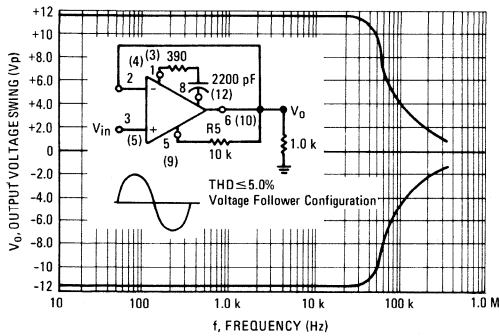 +12
+10
+8.0
+6.0
+4.0
+2.0
0
-2.0
-4.0
-6.0
-8.0
-10
-12
V₀, OUTPUT VOLTAGE SWING (Vp)
(4) (3) 390
2 1
8 2200 pF
(12)
3
Vin
(5) 5
(9)
6 (10)
V₀
R5
10 k
1.0 k
THD≤5.0%
Voltage Follower Configuration
10 100 1.0 k 10 k 100 k 1.0 M
f, FREQUENCY (Hz)